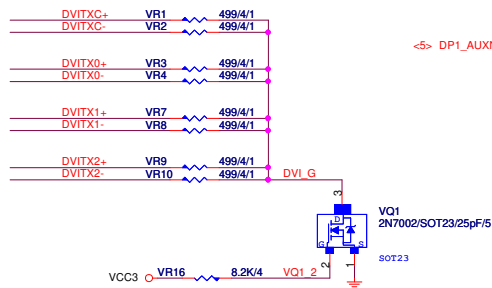 DVITXC+ VR1 499/4/1
DVITXC- VR2 499/4/1
<5> DP1_AUX
DVITX0+ VR3 499/4/1
DVITX0- VR4 499/4/1
DVITX1+ VR7 499/4/1
DVITX1- VR8 499/4/1
DVITX2+ VR9 499/4/1
DVITX2- VR10 499/4/1 DVI_G
3
VQ1
D
2N7002/SOT23/25pF/5
G S
SOT23
2 1
VCC3 VR16 8.2K/4 VQ1_2